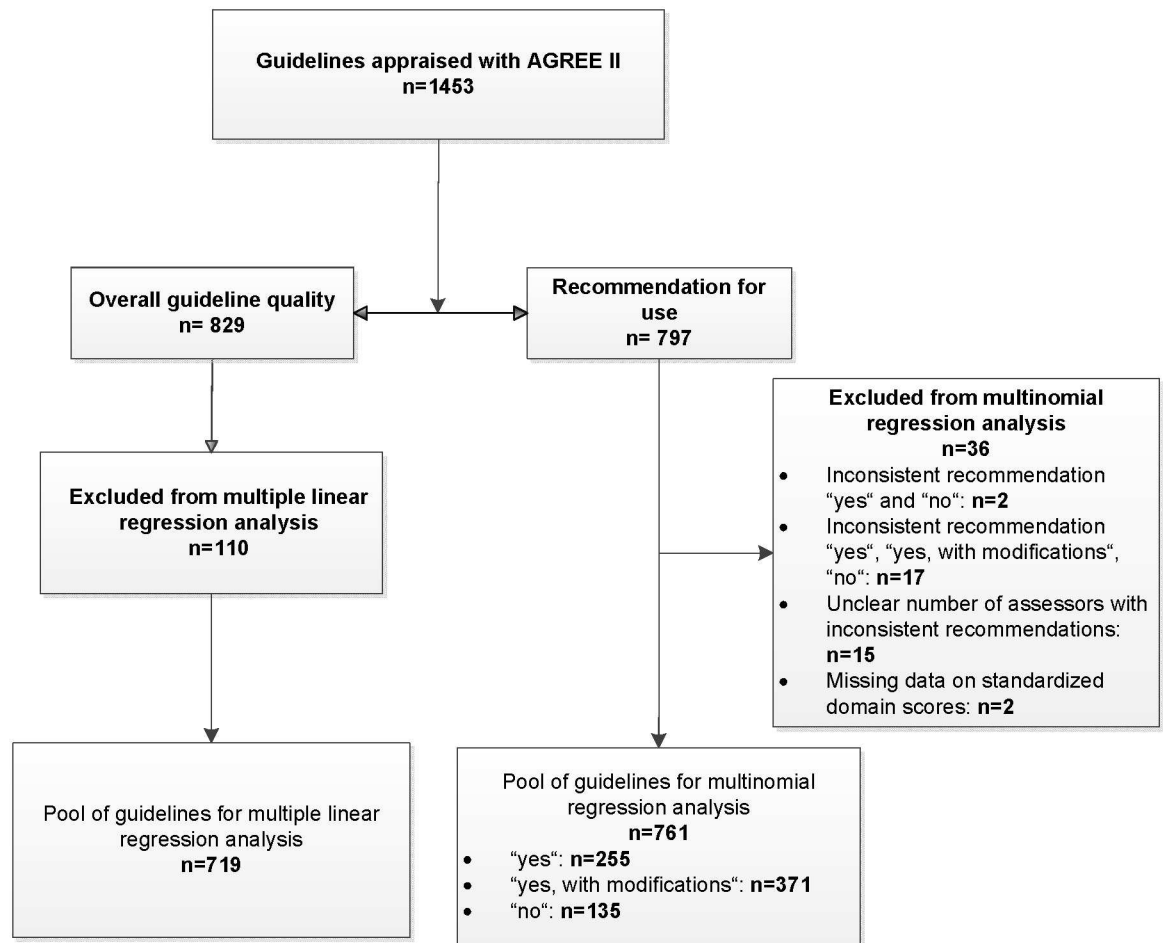 Guidelines appraised with AGREE II
n=1453
Overall guideline quality
n= 829
Recommendation for
use
n= 797
Excluded from multinomial
regression analysis
n=36
• Inconsistent recommendation
“yes“ and “no“: n=2
• Inconsistent recommendation
“yes“, “yes, with modifications“,
“no“: n=17
• Unclear number of assessors with
inconsistent recommendations:
n=15
• Missing data on standardized
domain scores: n=2
Excluded from multiple linear
regression analysis
n=110
Pool of guidelines for multiple linear
regression analysis
n=719
Pool of guidelines for multinomial
regression analysis
n=761
• “yes“: n=255
• “yes, with modifications“: n=371
• “no“: n=135